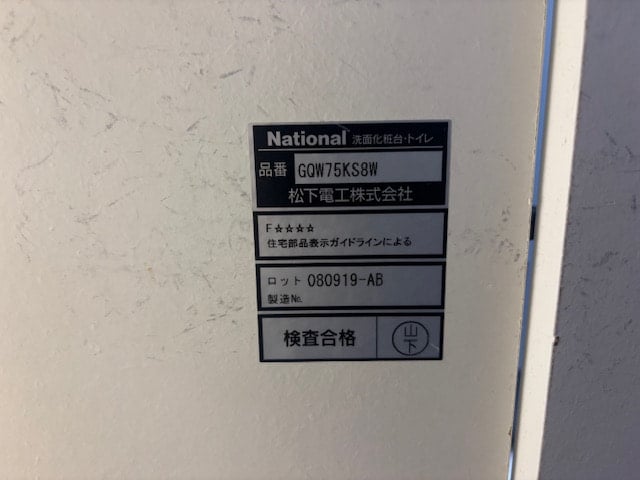 National 洗面化粧台・トイレ
品番 GQW75KS8W
松下電工株式会社
F☆☆☆☆
住宅部品表示ガイドラインによる
ロット 080919-AB
製造No.
検査合格 山下